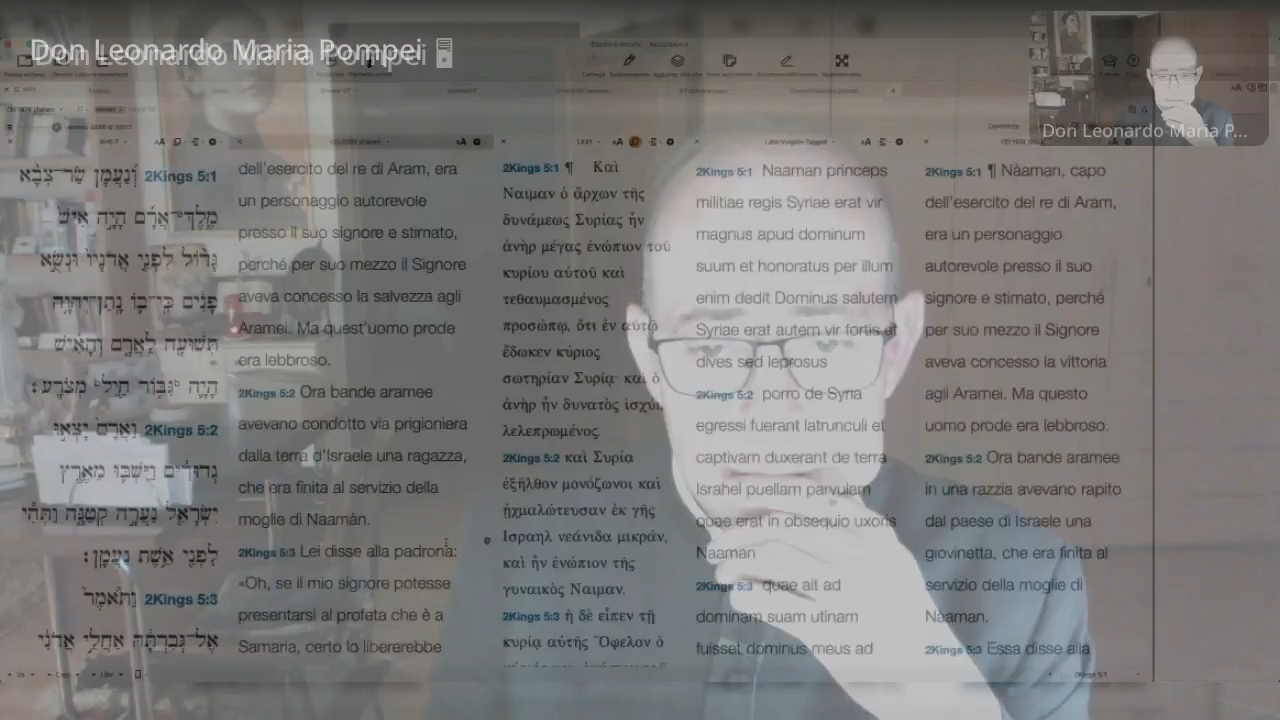 Don Leonardo Maria Pompei
Don Leonardo Maria P...
2Kings 5:1 וְ֠נַעֲמָן שַׂר־צְבָ֨א
מֶֽלֶךְ־אֲרָ֜ם הָיָ֣ה אִישׁ֩
גָּד֨וֹל לִפְנֵ֤י אֲדֹנָיו֙ וּנְשֻׂ֣א
פָנִ֔ים כִּֽי־ב֛וֹ נָֽתַן־יְהוָ֥ה
תְּשׁוּעָ֖ה לַאֲרָ֑ם וְהָאִ֗ישׁ
הָיָ֛ה גִּבּ֥וֹר חַ֖יִל מְצֹרָֽע׃
2Kings 5:2 וַאֲרָם֙ יָצְא֣וּ
גְדוּדִ֔ים וַיִּשְׁבּ֛וּ מֵאֶ֥רֶץ
יִשְׂרָאֵ֖ל נַעֲרָ֣ה קְטַנָּ֑ה וַתְּהִ֕י
לִפְנֵ֖י אֵ֥שֶׁת נַעֲמָֽן׃
2Kings 5:3 וַתֹּ֙אמֶר֙
אֶל־גְּבִרְתָּ֔הּ אַחֲלֵ֣י אֲדֹנִ֔י
dell'esercito del re di Aram, era
un personaggio autorevole
presso il suo signore e stimato,
perché per suo mezzo il Signore
aveva concesso la salvezza agli
Aramei. Ma quest'uomo prode
era lebbroso.
2Kings 5:2 Ora bande aramee
avevano condotto via prigioniera
dalla terra d'Israele una ragazza,
che era finita al servizio della
moglie di Naamàn.
2Kings 5:3 Lei disse alla padrona:
«Oh, se il mio signore potesse
presentarsi al profeta che è a
Samaria, certo lo libererebbe
2Kings 5:1 ¶ Καὶ
Ναιμαν ὁ ἄρχων τῆς
δυνάμεως Συρίας ἦν
ἀνὴρ μέγας ἐνώπιον τοῦ
κυρίου αὐτοῦ καὶ
τεθαυμασμένος
προσώπῳ, ὅτι ἐν αὐτῷ
ἔδωκεν κύριος
σωτηρίαν Συρίᾳ· καὶ ὁ
ἀνὴρ ἦν δυνατὸς ἰσχύι,
λελεπρωμένος.
2Kings 5:2 καὶ Συρία
ἐξῆλθον μονόζωνοι καὶ
ᾐχμαλώτευσαν ἐκ γῆς
Ισραηλ νεάνιδα μικράν,
καὶ ἦν ἐνώπιον τῆς
γυναικὸς Ναιμαν.
2Kings 5:3 ἡ δὲ εἶπεν τῇ
κυρίᾳ αὐτῆς Ὄφελον ὁ
2Kings 5:1 Naaman princeps
militiae regis Syriae erat vir
magnus apud dominum
suum et honoratus per illum
enim dedit Dominus salutem
Syriae erat autem vir fortis et
dives sed leprosus
2Kings 5:2 porro de Syria
egressi fuerant latrunculi et
captivam duxerant de terra
Israhel puellam parvulam
quae erat in obsequio uxoris
Naaman
2Kings 5:3 quae ait ad
dominam suam utinam
fuisset dominus meus ad
2Kings 5:1 ¶ Nàaman, capo
dell'esercito del re di Aram,
era un personaggio
autorevole presso il suo
signore e stimato, perché
per suo mezzo il Signore
aveva concesso la vittoria
agli Aramei. Ma questo
uomo prode era lebbroso.
2Kings 5:2 Ora bande aramee
in una razzia avevano rapito
dal paese di Israele una
giovinetta, che era finita al
servizio della moglie di
Nàaman.
2Kings 5:3 Essa disse alla
2Kings 5:1